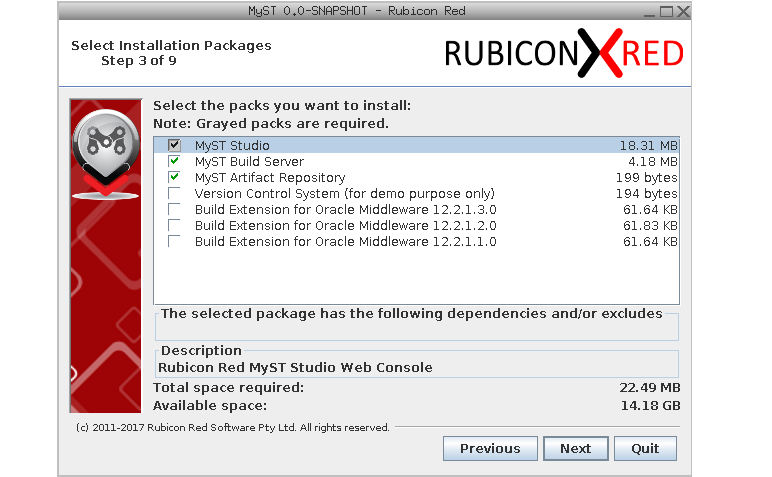 MyST 0.0-SNAPSHOT - Rubicon Red
Select Installation Packages
Step 3 of 9
RUBICON RED
Select the packs you want to install:
Note: Grayed packs are required.
MyST Studio 18.31 MB
MyST Build Server 4.18 MB
MyST Artifact Repository 199 bytes
Version Control System (for demo purpose only) 194 bytes
Build Extension for Oracle Middleware 12.2.1.3.0 61.64 KB
Build Extension for Oracle Middleware 12.2.1.2.0 61.83 KB
Build Extension for Oracle Middleware 12.2.1.1.0 61.64 KB
The selected package has the following dependencies and/or excludes
Description
Rubicon Red MyST Studio Web Console
Total space required: 22.49 MB
Available space: 14.18 GB
(c) 2011-2017 Rubicon Red Software Pty Ltd. All rights reserved.
Previous Next Quit